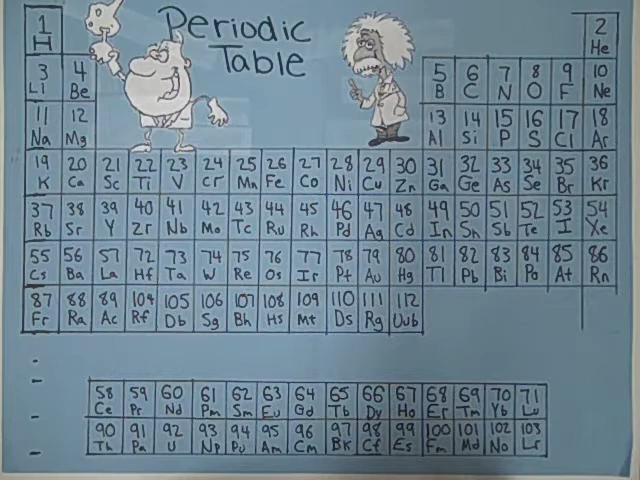 Periodic
Table
1 2
H He
3 4 5 6 7 8 9 10
Li Be B C N O F Ne
11 12 13 14 15 16 17 18
Na Mg Al Si P S Cl Ar
19 20 21 22 23 24 25 26 27 28 29 30 31 32 33 34 35 36
K Ca Sc Ti V Cr Mn Fe Co Ni Cu Zn Ga Ge As Se Br Kr
37 38 39 40 41 42 43 44 45 46 47 48 49 50 51 52 53 54
Rb Sr Y Zr Nb Mo Tc Ru Rh Pd Ag Cd In Sn Sb Te I Xe
55 56 57 72 73 74 75 76 77 78 79 80 81 82 83 84 85 86
Cs Ba La Hf Ta W Re Os Ir Pt Au Hg Tl Pb Bi Po At Rn
87 88 89 104 105 106 107 108 109 110 111 112
Fr Ra Ac Rf Db Sg Bh Hs Mt Ds Rg Uub
58 59 60 61 62 63 64 65 66 67 68 69 70 71
Ce Pr Nd Pm Sm Eu Gd Tb Dy Ho Er Tm Yb Lu
90 91 92 93 94 95 96 97 98 99 100 101 102 103
Th Pa U Np Pu Am Cm Bk Cf Es Fm Md No Lr